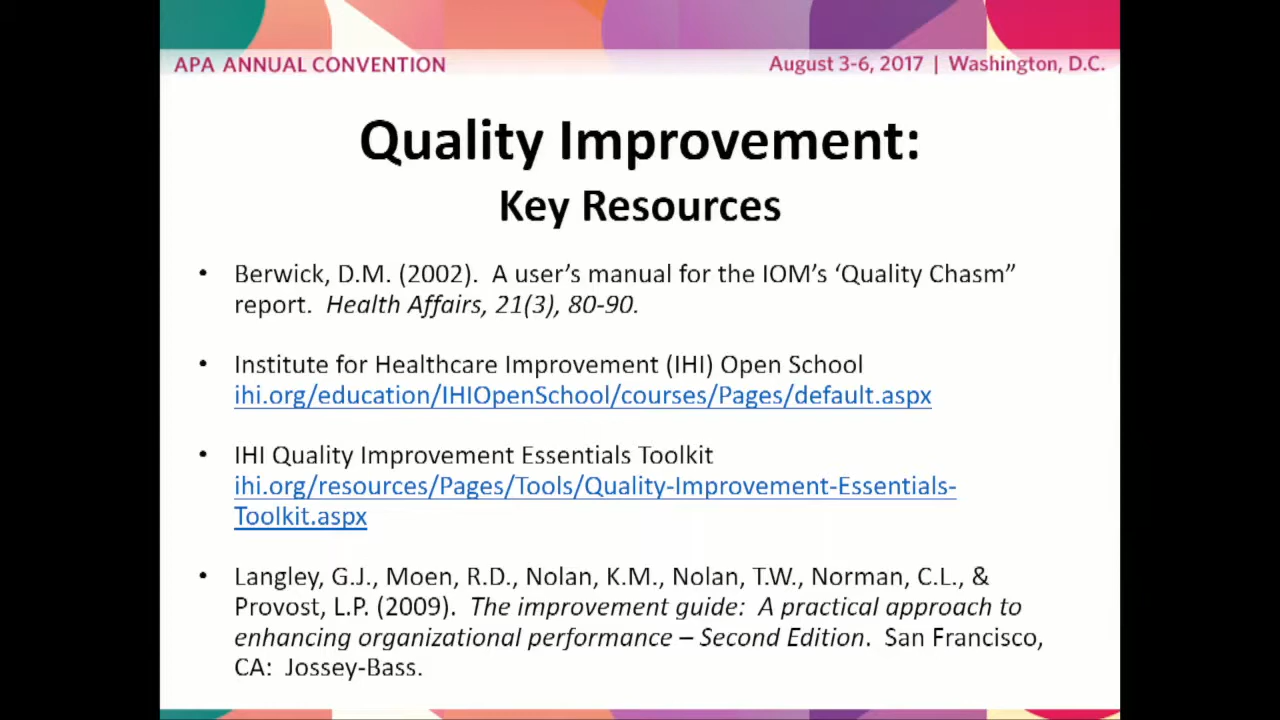 APA ANNUAL CONVENTION August 3-6, 2017 | Washington, D.C.
Quality Improvement:
Key Resources
• Berwick, D.M. (2002).  A user's manual for the IOM's 'Quality Chasm"
report.  Health Affairs, 21(3), 80-90.
• Institute for Healthcare Improvement (IHI) Open School
ihi.org/education/IHIOpenSchool/courses/Pages/default.aspx
• IHI Quality Improvement Essentials Toolkit
ihi.org/resources/Pages/Tools/Quality-Improvement-Essentials-
Toolkit.aspx
• Langley, G.J., Moen, R.D., Nolan, K.M., Nolan, T.W., Norman, C.L., &
Provost, L.P. (2009).  The improvement guide:  A practical approach to
enhancing organizational performance – Second Edition.  San Francisco,
CA:  Jossey-Bass.